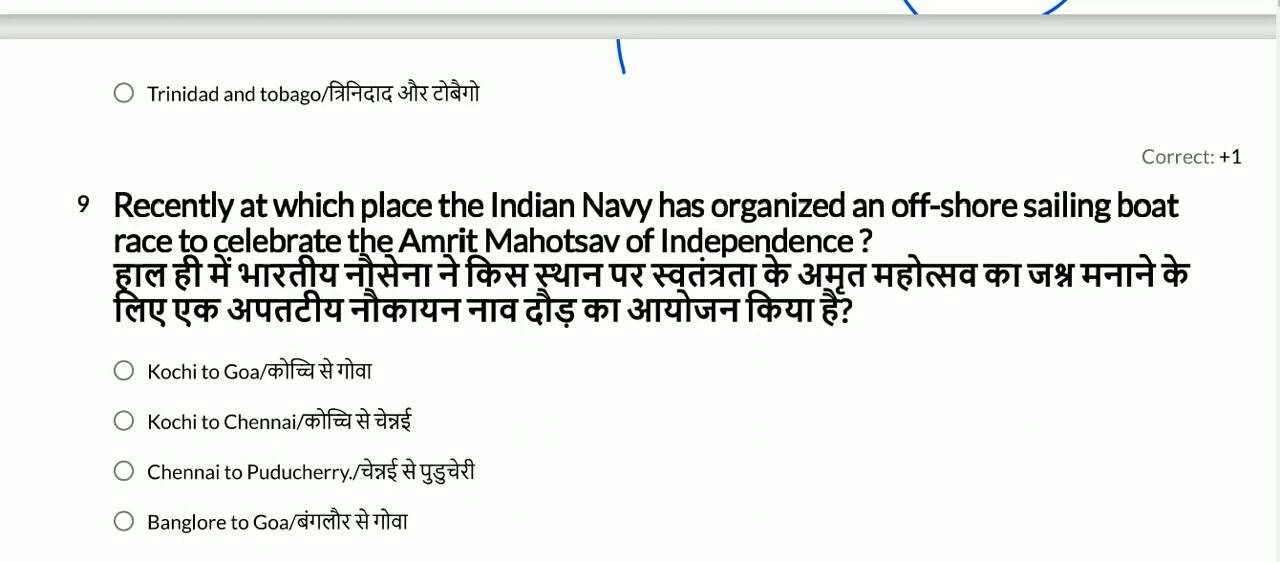 Trinidad and tobago/त्रिनिदाद और टोबैगो
Correct: +1
9 Recently at which place the Indian Navy has organized an off-shore sailing boat
race to celebrate the Amrit Mahotsav of Independence ?
हाल ही में भारतीय नौसेना ने किस स्थान पर स्वतंत्रता के अमृत महोत्सव का जश्न मनाने के
लिए एक अपतटीय नौकायन नाव दौड़ का आयोजन किया है?
Kochi to Goa/कोच्चि से गोवा
Kochi to Chennai/कोच्चि से चेन्नई
Chennai to Puducherry./चेन्नई से पुडुचेरी
Banglore to Goa/बंगलौर से गोवा